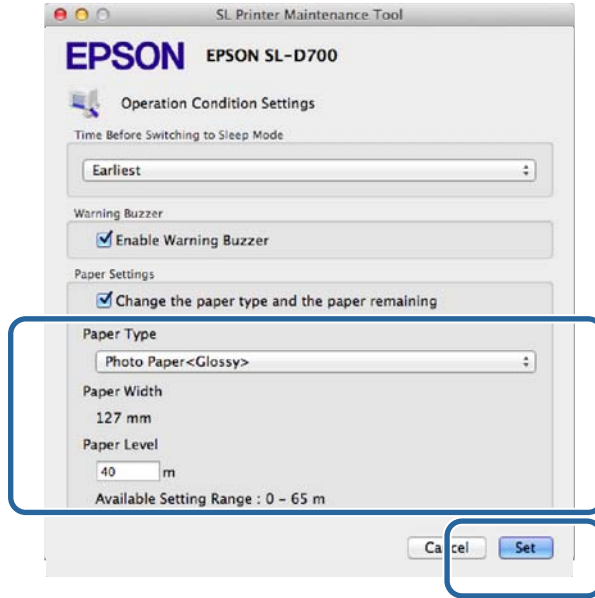 SL Printer Maintenance Tool
EPSON EPSON SL-D700
Operation Condition Settings
Time Before Switching to Sleep Mode
Earliest
Warning Buzzer
Enable Warning Buzzer
Paper Settings
Change the paper type and the paper remaining
Paper Type
Photo Paper<Glossy>
Paper Width
127 mm
Paper Level
40 m
Available Setting Range : 0 – 65 m
Cancel Set